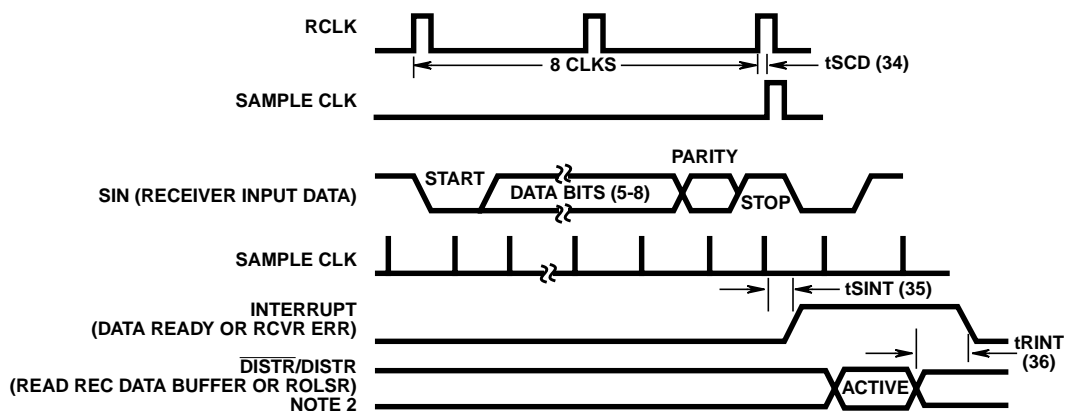 RCLK
8 CLKS
tSCD (34)
SAMPLE CLK
PARITY
SIN (RECEIVER INPUT DATA)
START
DATA BITS (5-8)
STOP
SAMPLE CLK
tSINT (35)
INTERRUPT
(DATA READY OR RCVR ERR)
tRINT
(36)
DISTR/DISTR
(READ REC DATA BUFFER OR ROLSR)
ACTIVE
NOTE 2